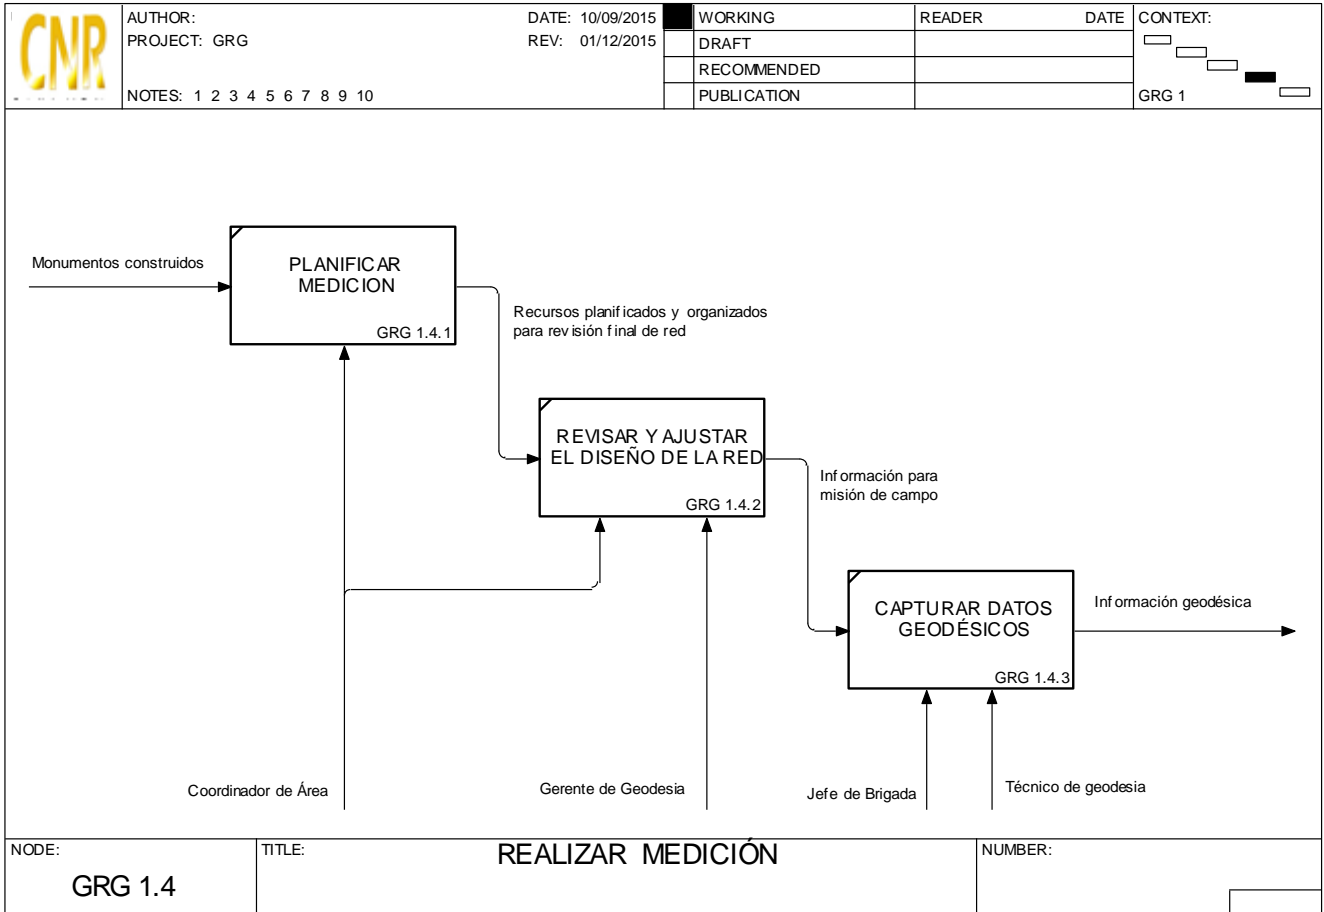 CNR
AUTHOR:
DATE: 10/09/2015
WORKING
READER
DATE
CONTEXT:
PROJECT: GRG
REV: 01/12/2015
DRAFT
RECOMMENDED
NOTES: 1 2 3 4 5 6 7 8 9 10
PUBLICATION
GRG 1
Monumentos construidos
PLANIFICAR
MEDICION
GRG 1.4.1
Recursos planificados y organizados
para revisión final de red
REVISAR Y AJUSTAR
EL DISEÑO DE LA RED
GRG 1.4.2
Información para
misión de campo
CAPTURAR DATOS
GEODÉSICOS
GRG 1.4.3
Información geodésica
Coordinador de Área
Gerente de Geodesia
Jefe de Brigada
Técnico de geodesia
NODE:
GRG 1.4
TITLE:
REALIZAR MEDICIÓN
NUMBER: